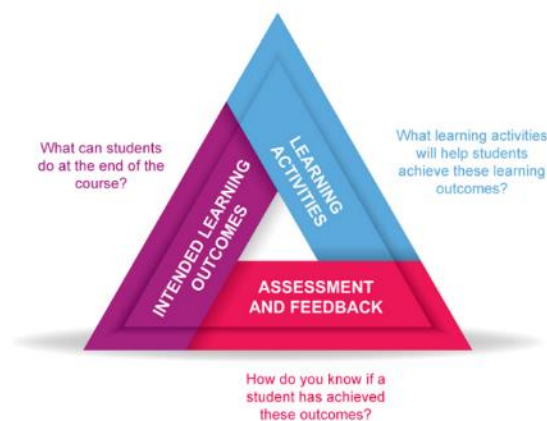 What can students
do at the end of the
course?
INTENDED LEARNING
OUTCOMES
LEARNING
ACTIVITIES
What learning activities
will help students
achieve these learning
outcomes?
ASSESSMENT
AND FEEDBACK
How do you know if a
student has achieved
these outcomes?